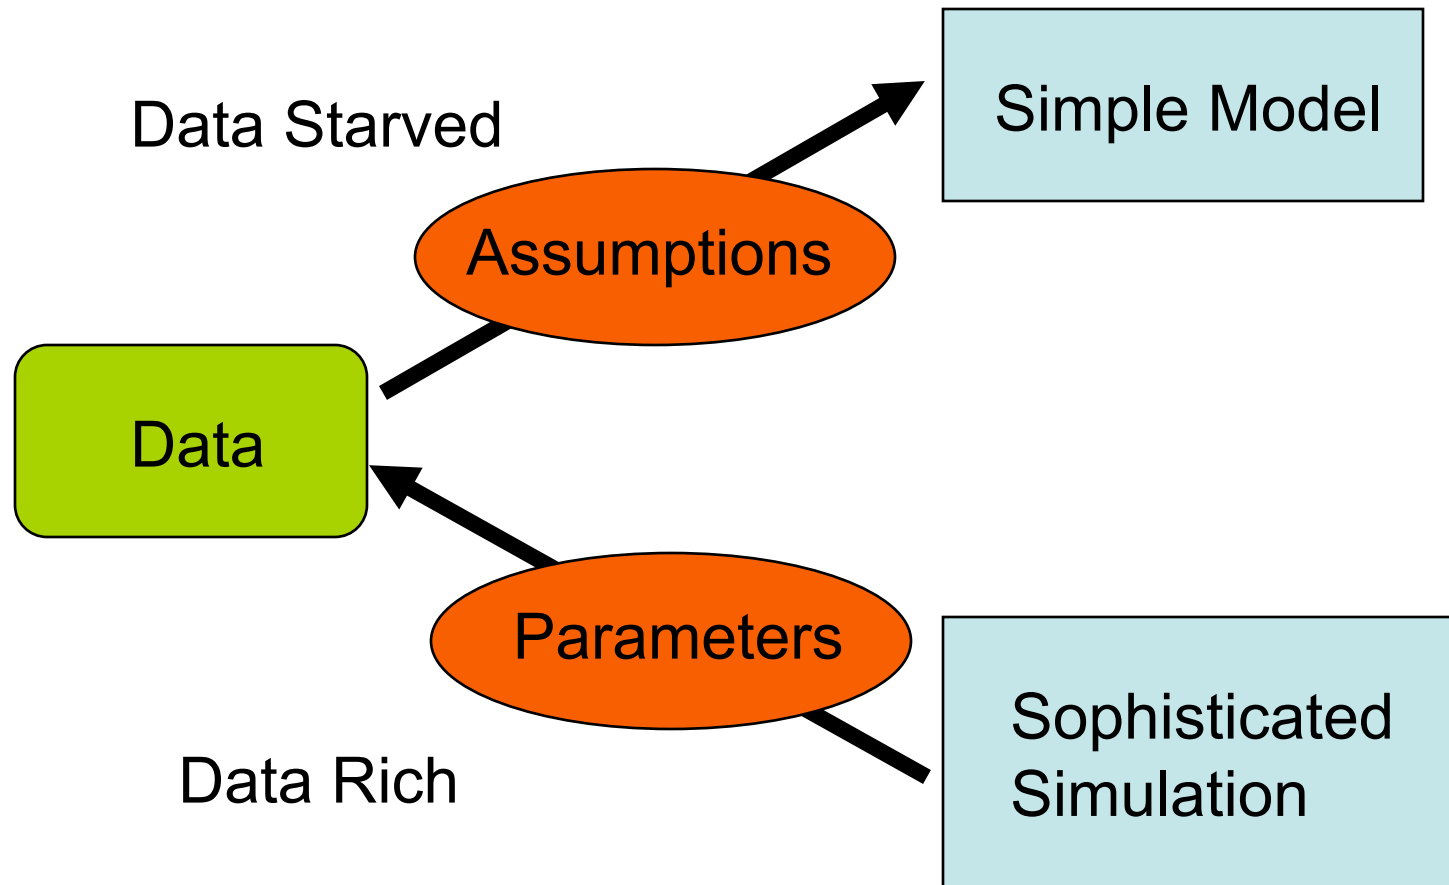 Data Starved
Simple Model
Assumptions
Data
Parameters
Data Rich
Sophisticated
Simulation